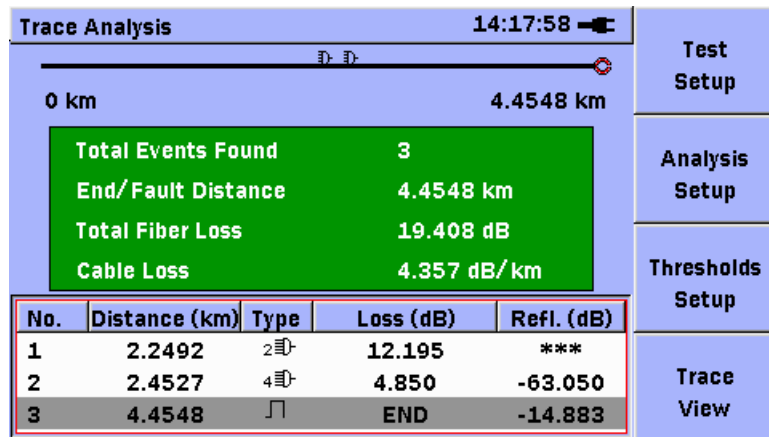 Trace Analysis 14:17:58
0 km 4.4548 km
Total Events Found 3
End/Fault Distance 4.4548 km
Total Fiber Loss 19.408 dB
Cable Loss 4.357 dB/km
No. Distance (km) Type Loss (dB) Refl. (dB)
1 2.2492 2 12.195 ***
2 2.4527 4 4.850 -63.050
3 4.4548 END -14.883
Test
Setup
Analysis
Setup
Thresholds
Setup
Trace
View